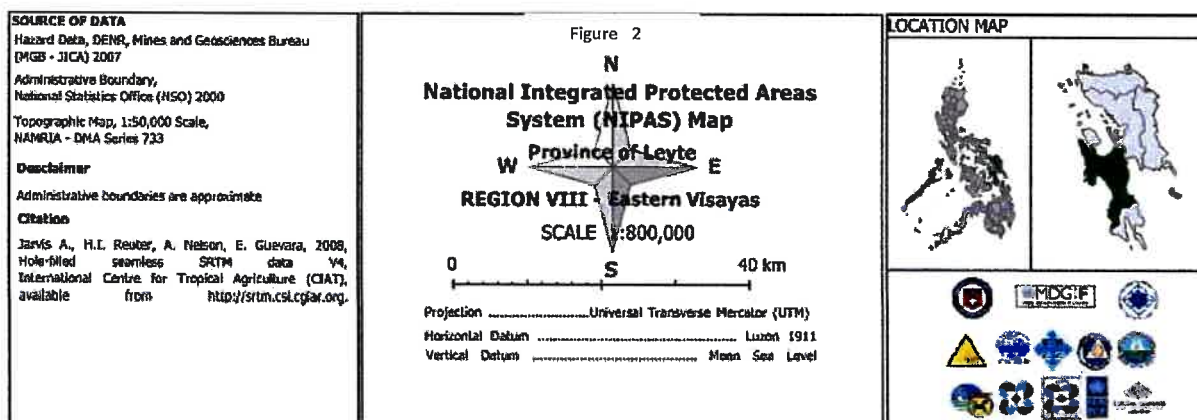 SOURCE OF DATA
Hazard Data, DENR, Mines and Geosciences Bureau
(MGB - JICA) 2007
Administrative Boundary,
National Statistics Office (NSO) 2000
Topographic Map, 1:50,000 Scale,
NAMRIA - DMA Series 733
Desclaimer
Administrative boundaries are approximate
Citation
Jarvis A., H.I. Reuter, A. Nelson, E. Guevara, 2008,
Hole-filled seamless SRTM data V4,
International Centre for Tropical Agriculture (CIAT),
available from http://srtm.csi.cgiar.org.
Figure 2
N
National Integrated Protected Areas
System (NIPAS) Map
W Province of Leyte E
REGION VIII - Eastern Visayas
SCALE 1:800,000
S
0 40 km
Projection ......................Universal Transverse Mercator (UTM)
Horizontal Datum ............................................... Luzon 1911
Vertical Datum ............................................ Mean Sea Level
LOCATION MAP
MDGIF